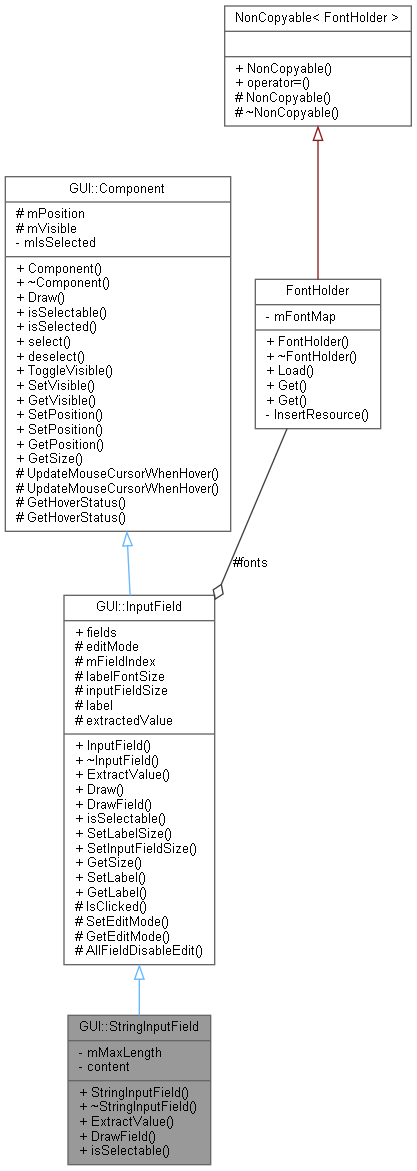 NonCopyable< FontHolder >
+ NonCopyable()
+ operator=()
# NonCopyable()
# ~NonCopyable()
GUI::Component
# mPosition
# mVisible
- mIsSelected
+ Component()
+ ~Component()
+ Draw()
+ isSelectable()
+ isSelected()
+ select()
+ deselect()
+ ToggleVisible()
+ SetVisible()
+ GetVisible()
+ SetPosition()
+ SetPosition()
+ GetPosition()
+ GetSize()
# UpdateMouseCursorWhenHover()
# UpdateMouseCursorWhenHover()
# GetHoverStatus()
# GetHoverStatus()
FontHolder
- mFontMap
+ FontHolder()
+ ~FontHolder()
+ Load()
+ Get()
+ Get()
- InsertResource()
#fonts
GUI::InputField
+ fields
# editMode
# mFieldIndex
# labelFontSize
# inputFieldSize
# label
# extractedValue
+ InputField()
+ ~InputField()
+ ExtractValue()
+ Draw()
+ DrawField()
+ isSelectable()
+ SetLabelSize()
+ SetInputFieldSize()
+ GetSize()
+ SetLabel()
+ GetLabel()
# IsClicked()
# SetEditMode()
# GetEditMode()
# AllFieldDisableEdit()
GUI::StringInputField
- mMaxLength
- content
+ StringInputField()
+ ~StringInputField()
+ ExtractValue()
+ DrawField()
+ isSelectable()